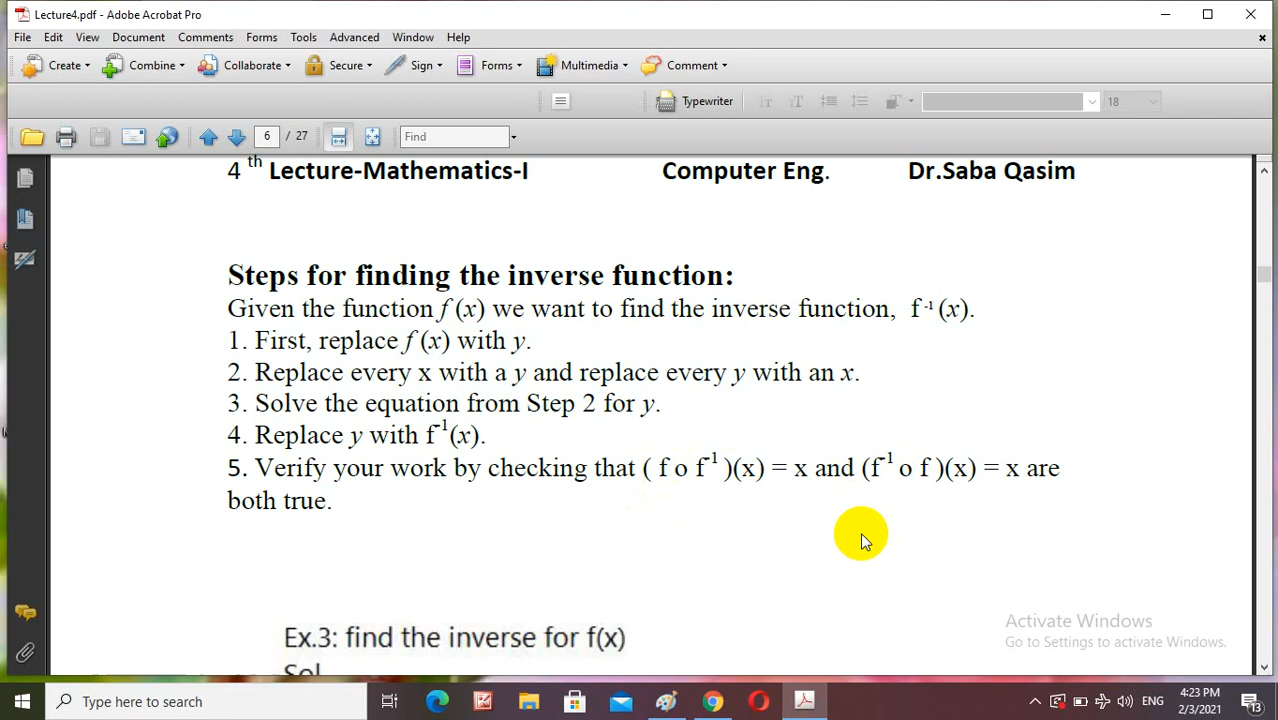 Lecture4.pdf - Adobe Acrobat Pro
File Edit View Document Comments Forms Tools Advanced Window Help
Create Combine Collaborate Secure Sign Forms Multimedia Comment
Typewriter 18
6 / 27 Find
4 th Lecture-Mathematics-I Computer Eng. Dr.Saba Qasim
Steps for finding the inverse function:
Given the function f (x) we want to find the inverse function, f -1 (x).
1. First, replace f (x) with y.
2. Replace every x with a y and replace every y with an x.
3. Solve the equation from Step 2 for y.
4. Replace y with f-1(x).
5. Verify your work by checking that ( f o f-1 )(x) = x and (f-1 o f )(x) = x are
both true.
Ex.3: find the inverse for f(x)
Sol
Activate Windows
Go to Settings to activate Windows.
Type here to search
ENG
4:23 PM
2/3/2021
13